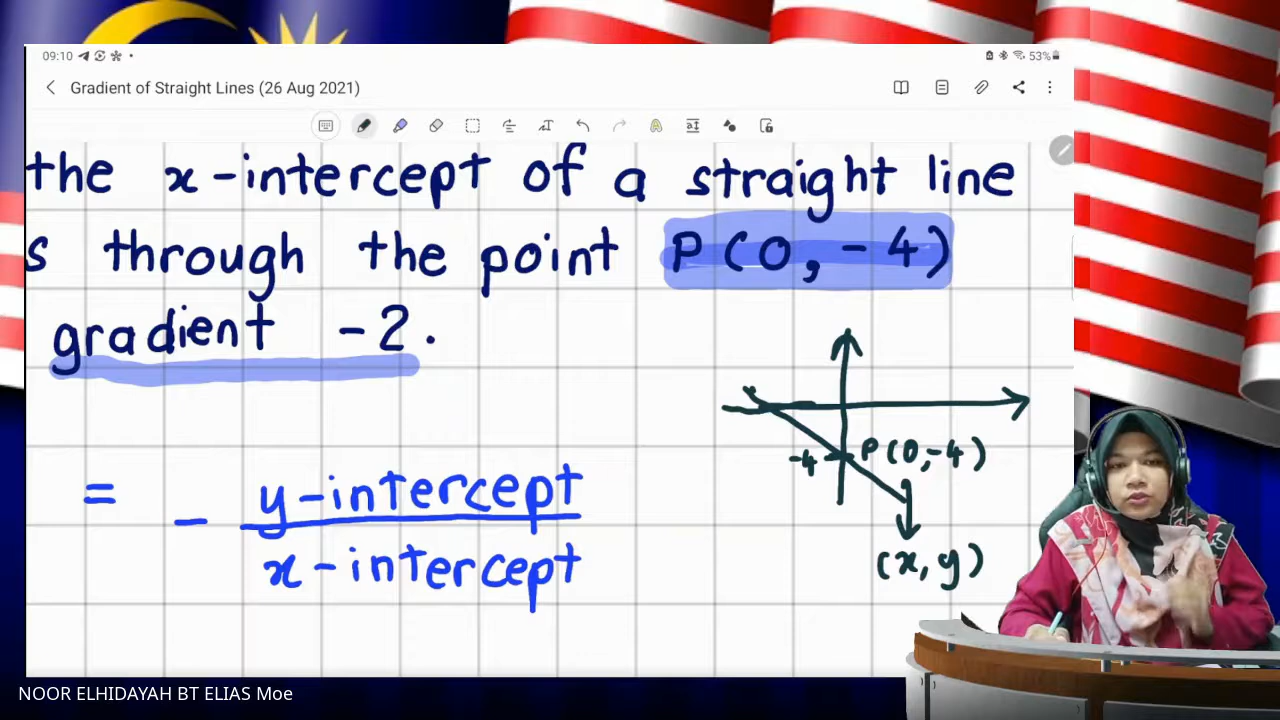 09:10
53%
Gradient of Straight Lines (26 Aug 2021)
the x-intercept of a straight line
s through the point P(0,-4)
gradient -2.
= - y-intercept
x-intercept
-4 P(0,-4)
(x,y)
NOOR ELHIDAYAH BT ELIAS Moe